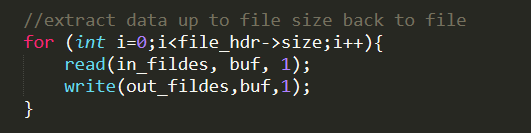 //extract data up to file size back to file
for (int i=0;i<file_hdr->size;i++){
    read(in_fildes, buf, 1);
    write(out_fildes,buf,1);
}